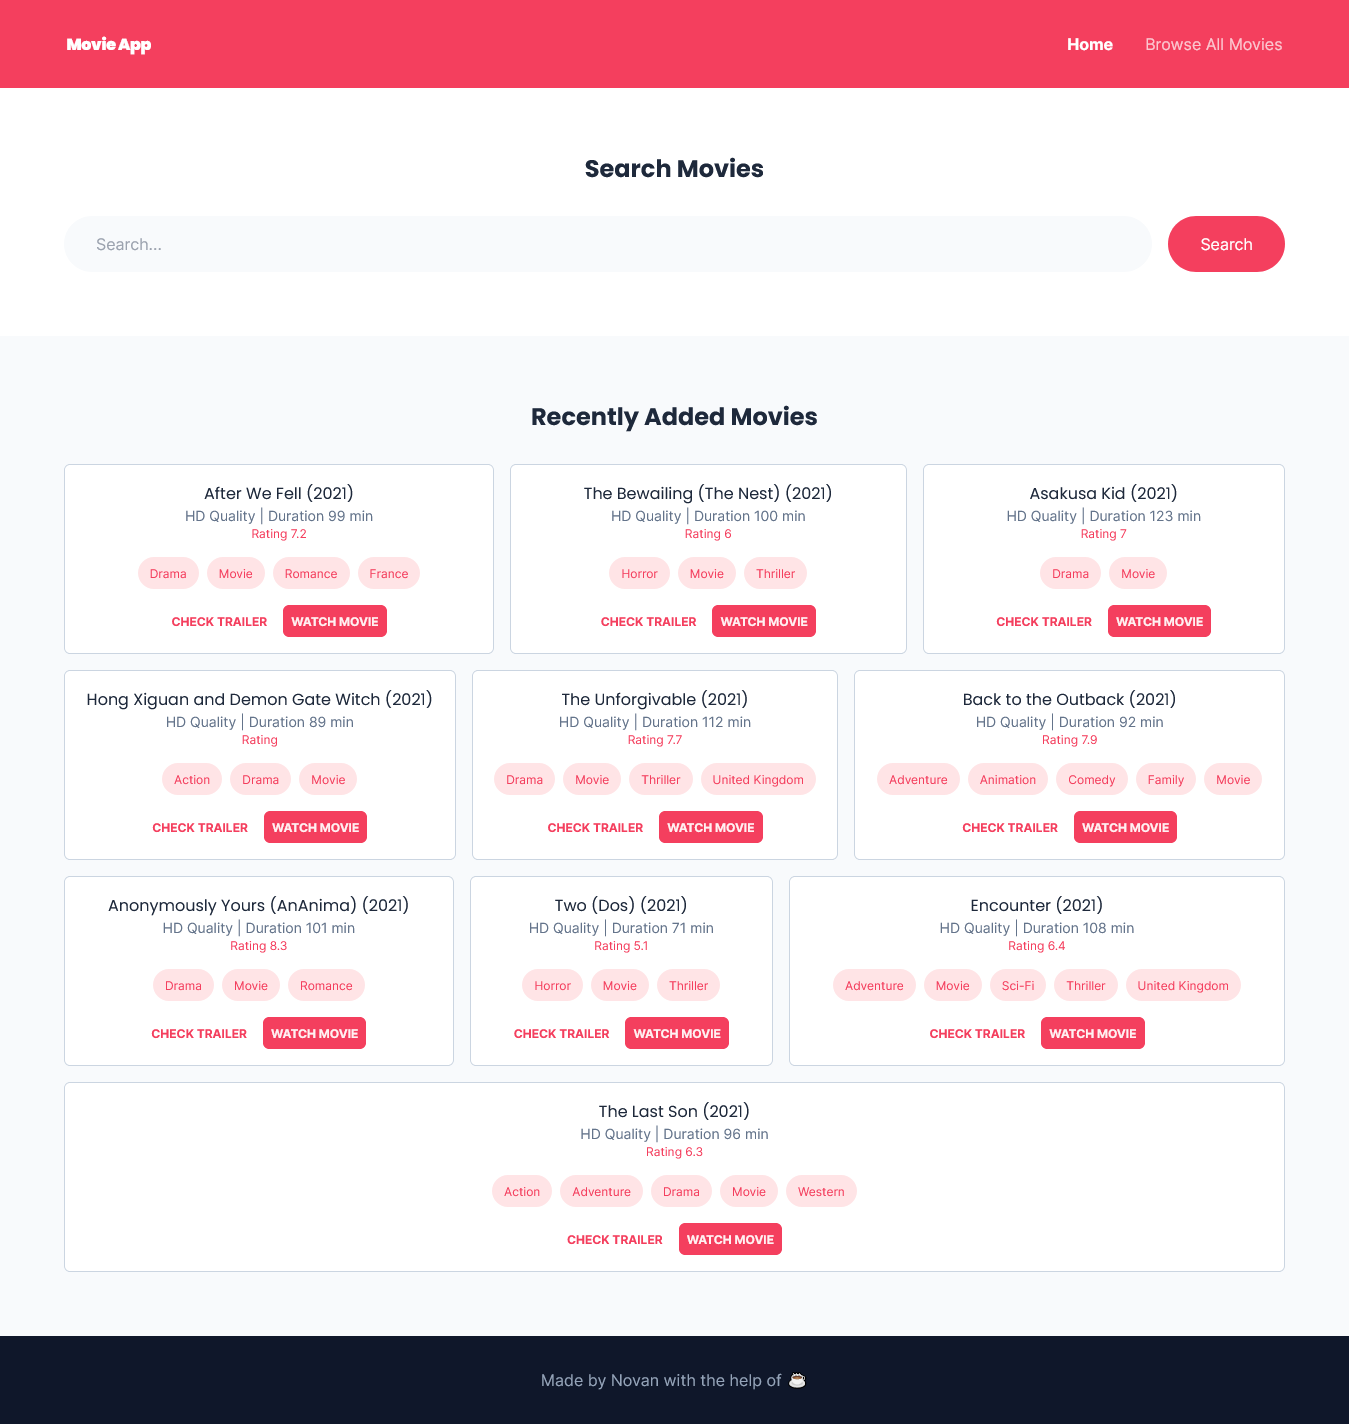 Movie App
Home
Browse All Movies
Search Movies
Search...
Search
Recently Added Movies
After We Fell (2021)
HD Quality | Duration 99 min
Rating 7.2
Drama
Movie
Romance
France
CHECK TRAILER
WATCH MOVIE
The Bewailing (The Nest) (2021)
HD Quality | Duration 100 min
Rating 6
Horror
Movie
Thriller
CHECK TRAILER
WATCH MOVIE
Asakusa Kid (2021)
HD Quality | Duration 123 min
Rating 7
Drama
Movie
CHECK TRAILER
WATCH MOVIE
Hong Xiguan and Demon Gate Witch (2021)
HD Quality | Duration 89 min
Rating
Action
Drama
Movie
CHECK TRAILER
WATCH MOVIE
The Unforgivable (2021)
HD Quality | Duration 112 min
Rating 7.7
Drama
Movie
Thriller
United Kingdom
CHECK TRAILER
WATCH MOVIE
Back to the Outback (2021)
HD Quality | Duration 92 min
Rating 7.9
Adventure
Animation
Comedy
Family
Movie
CHECK TRAILER
WATCH MOVIE
Anonymously Yours (AnAnima) (2021)
HD Quality | Duration 101 min
Rating 8.3
Drama
Movie
Romance
CHECK TRAILER
WATCH MOVIE
Two (Dos) (2021)
HD Quality | Duration 71 min
Rating 5.1
Horror
Movie
Thriller
CHECK TRAILER
WATCH MOVIE
Encounter (2021)
HD Quality | Duration 108 min
Rating 6.4
Adventure
Movie
Sci-Fi
Thriller
United Kingdom
CHECK TRAILER
WATCH MOVIE
The Last Son (2021)
HD Quality | Duration 96 min
Rating 6.3
Action
Adventure
Drama
Movie
Western
CHECK TRAILER
WATCH MOVIE
Made by Novan with the help of ☕